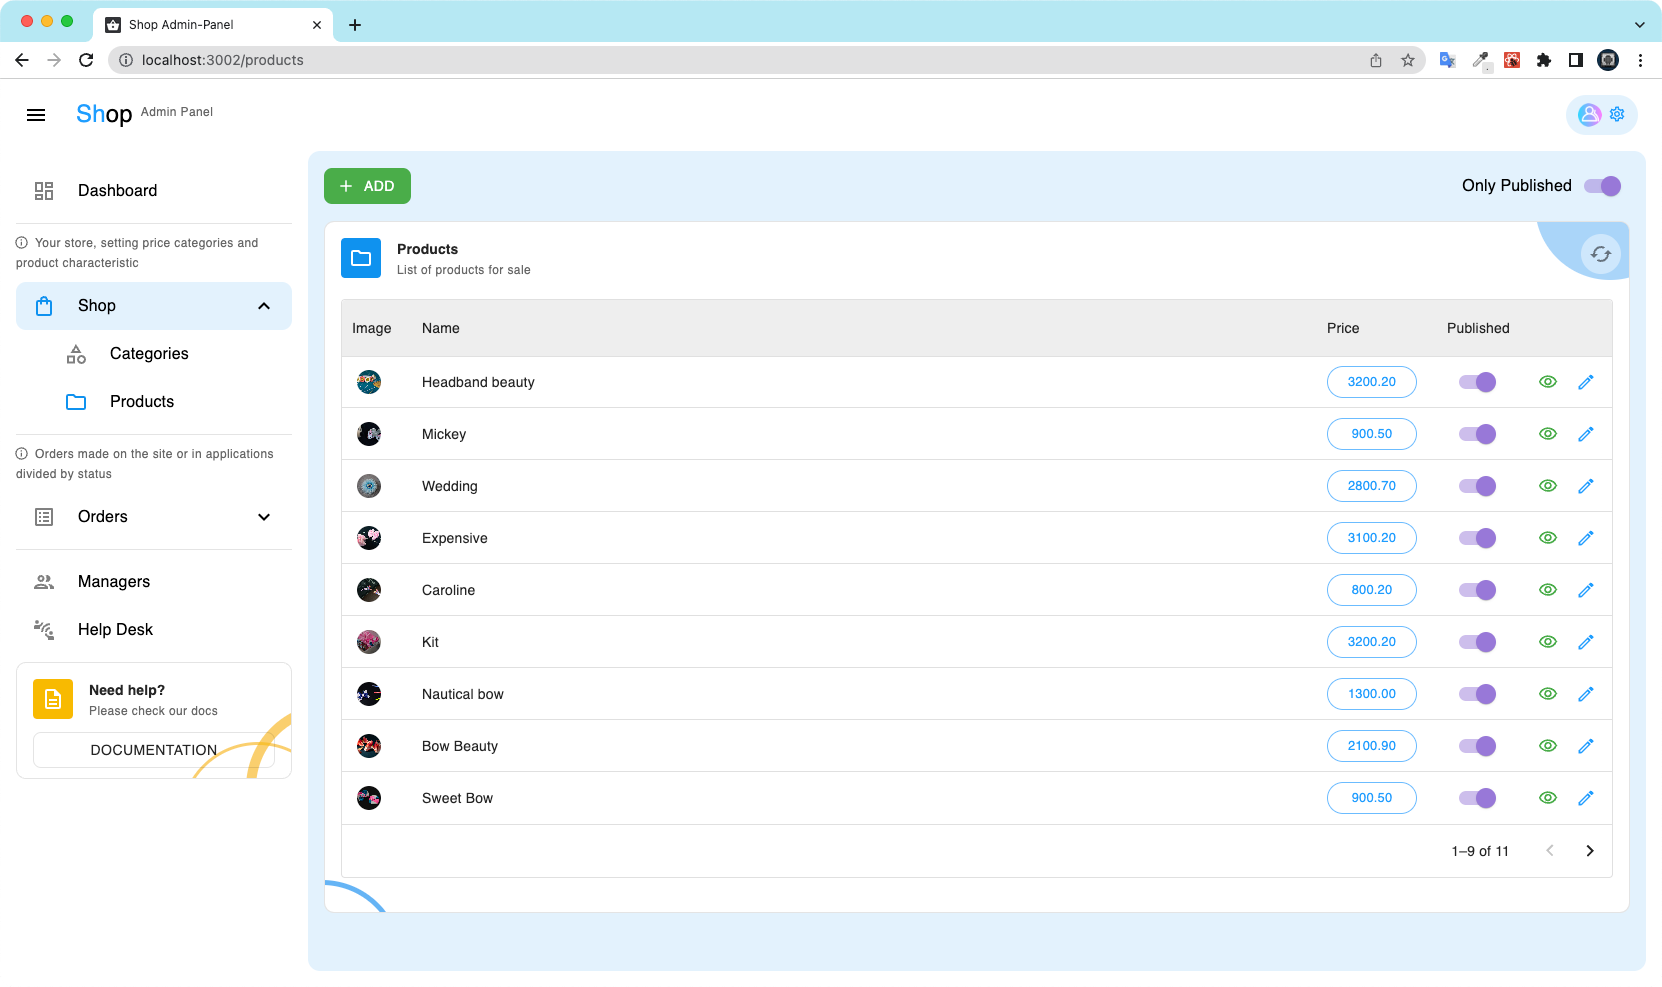 Shop Admin-Panel
localhost:3002/products
Shop Admin Panel
Dashboard
Your store, setting price categories and
product characteristic
Shop
Categories
Products
Orders made on the site or in applications
divided by status
Orders
Managers
Help Desk
Need help?
Please check our docs
DOCUMENTATION
ADD
Only Published
Products
List of products for sale
Image Name Price Published
Headband beauty 3200.20
Mickey 900.50
Wedding 2800.70
Expensive 3100.20
Caroline 800.20
Kit 3200.20
Nautical bow 1300.00
Bow Beauty 2100.90
Sweet Bow 900.50
1–9 of 11